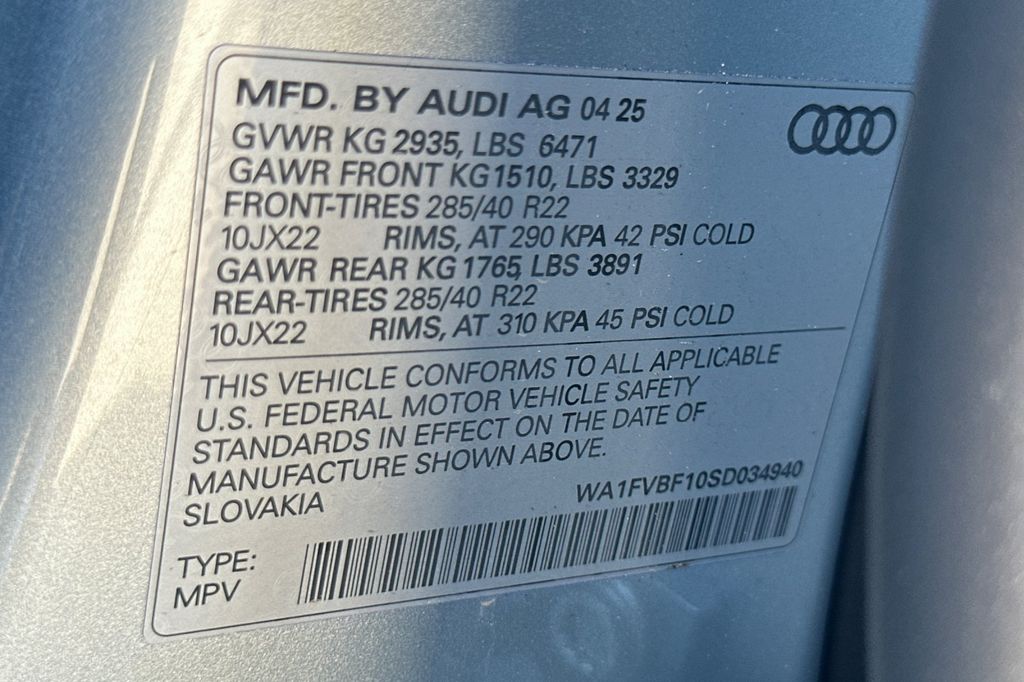 MFD. BY AUDI AG 04 25
GVWR KG 2935, LBS 6471
GAWR FRONT KG1510, LBS 3329
FRONT-TIRES 285/40 R22
10JX22 RIMS, AT 290 KPA 42 PSI COLD
GAWR REAR KG 1765, LBS 3891
REAR-TIRES 285/40 R22
10JX22 RIMS, AT 310 KPA 45 PSI COLD
THIS VEHICLE CONFORMS TO ALL APPLICABLE
U.S. FEDERAL MOTOR VEHICLE SAFETY
STANDARDS IN EFFECT ON THE DATE OF
MANUFACTURE SHOWN ABOVE.
SLOVAKIA
WA1FVBF10SD034940
TYPE:
MPV